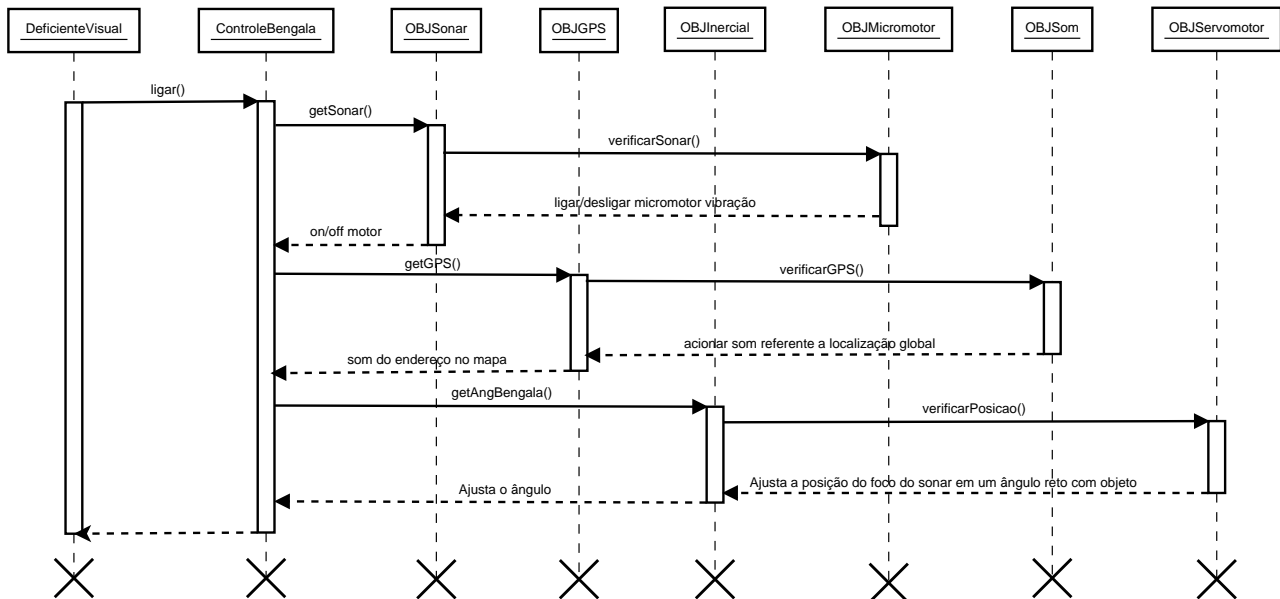 DeficienteVisual
ControleBengala
OBJSonar
OBJGPS
OBJInercial
OBJMicromotor
OBJSom
OBJServomotor
ligar()
getSonar()
verificarSonar()
ligar/desligar micromotor vibração
on/off motor
getGPS()
verificarGPS()
acionar som referente a localização global
som do endereço no mapa
getAngBengala()
verificarPosicao()
Ajusta a posição do foco do sonar em um ângulo reto com objeto
Ajusta o ângulo